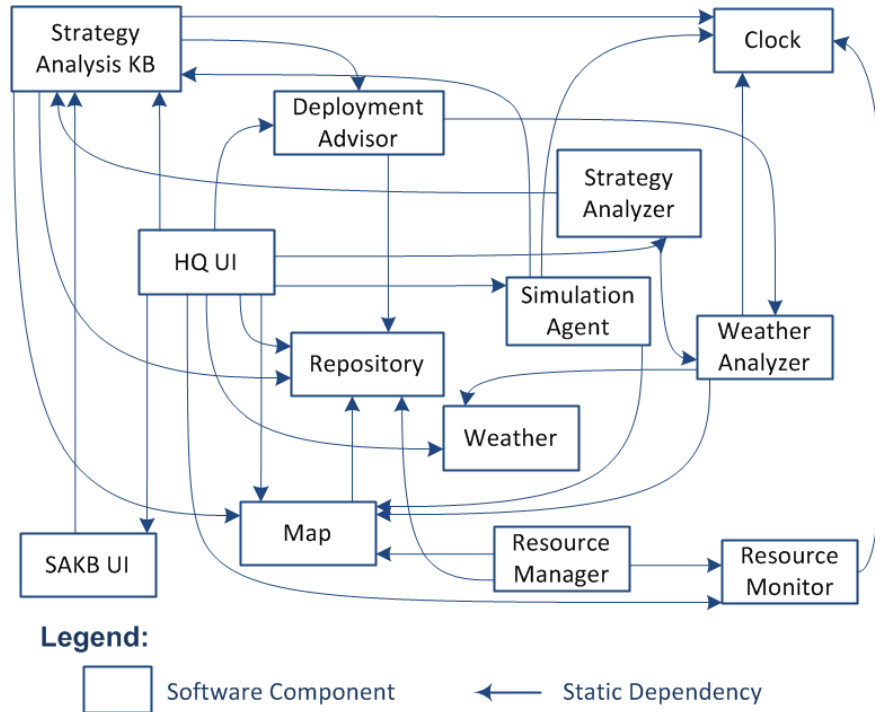 Strategy
Analysis KB
Clock
Deployment
Advisor
Strategy
Analyzer
HQ UI
Simulation
Agent
Weather
Analyzer
Repository
Weather
Map
SAKB UI
Resource
Manager
Resource
Monitor
Legend:
Software Component
Static Dependency